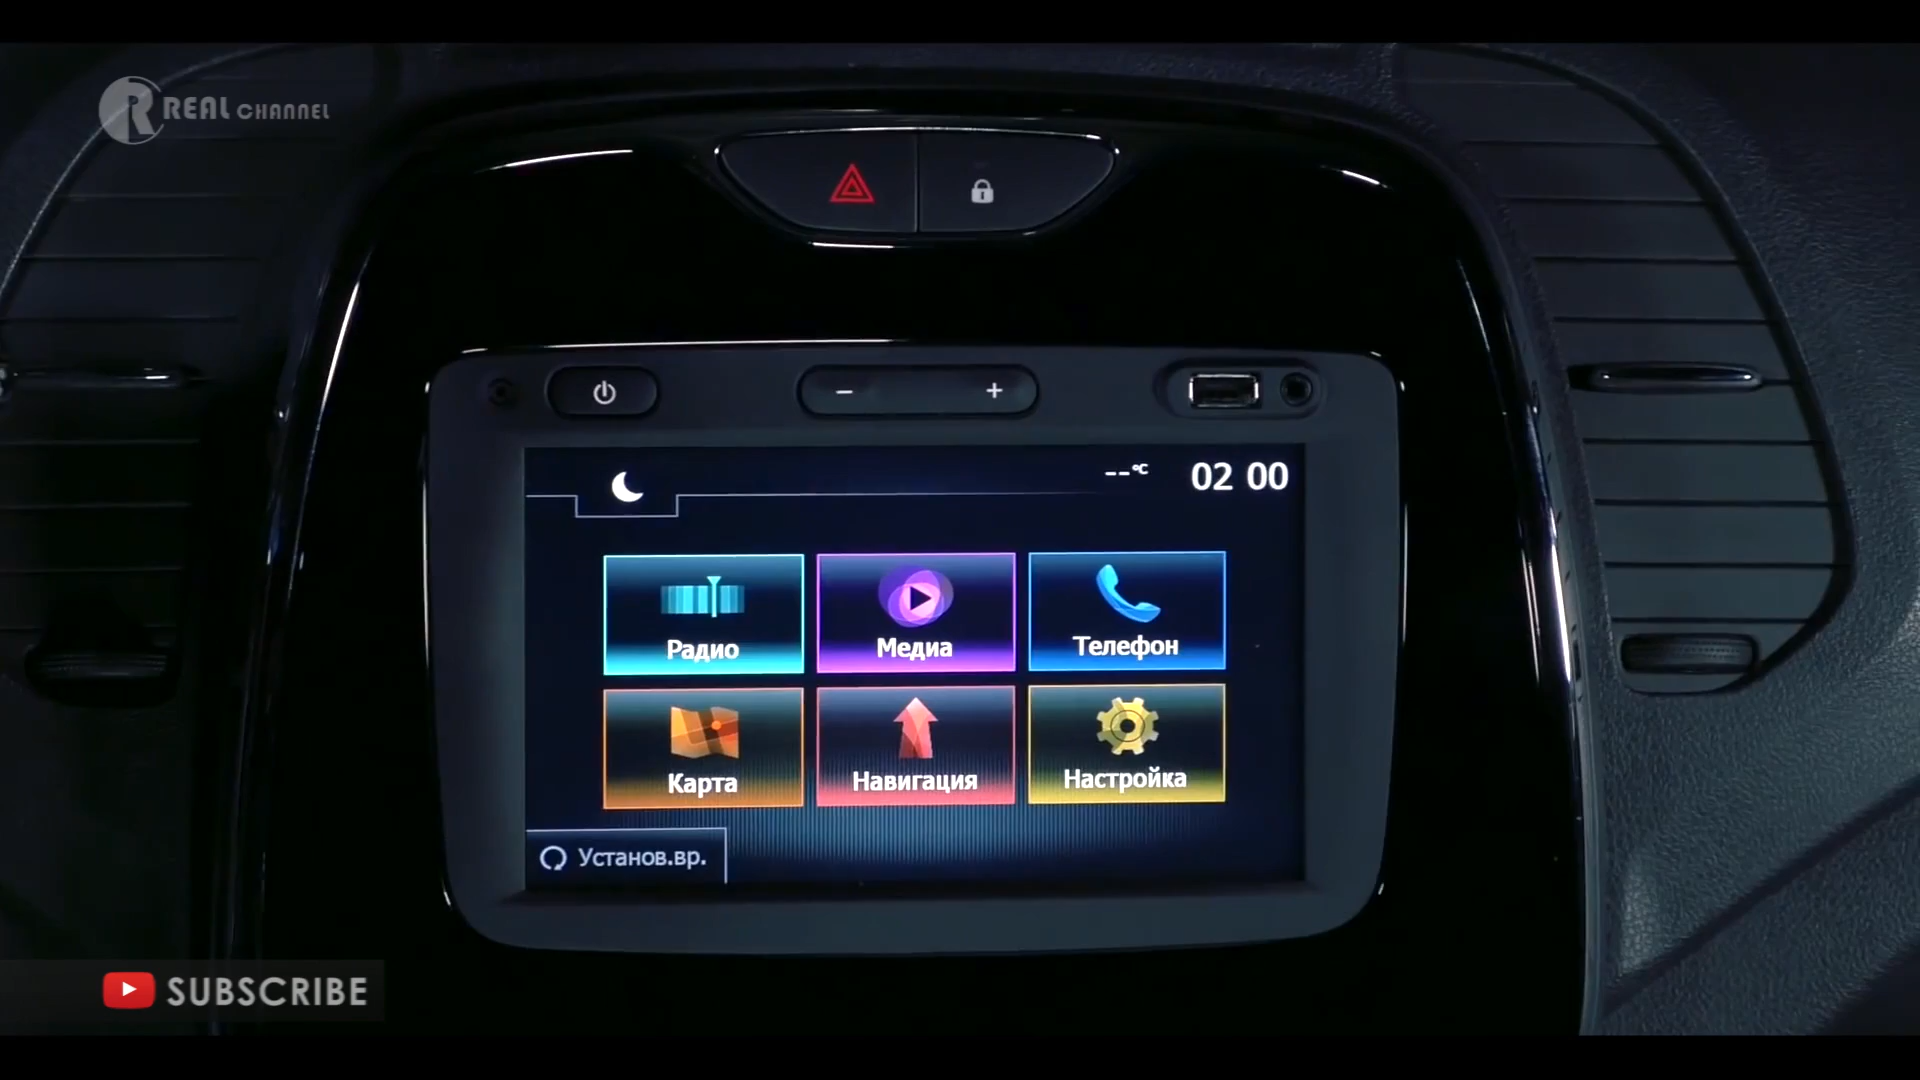 REAL CHANNEL
--°C
02 00
Радио
Медиа
Телефон
Карта
Навигация
Настройка
Установ.вр.
SUBSCRIBE